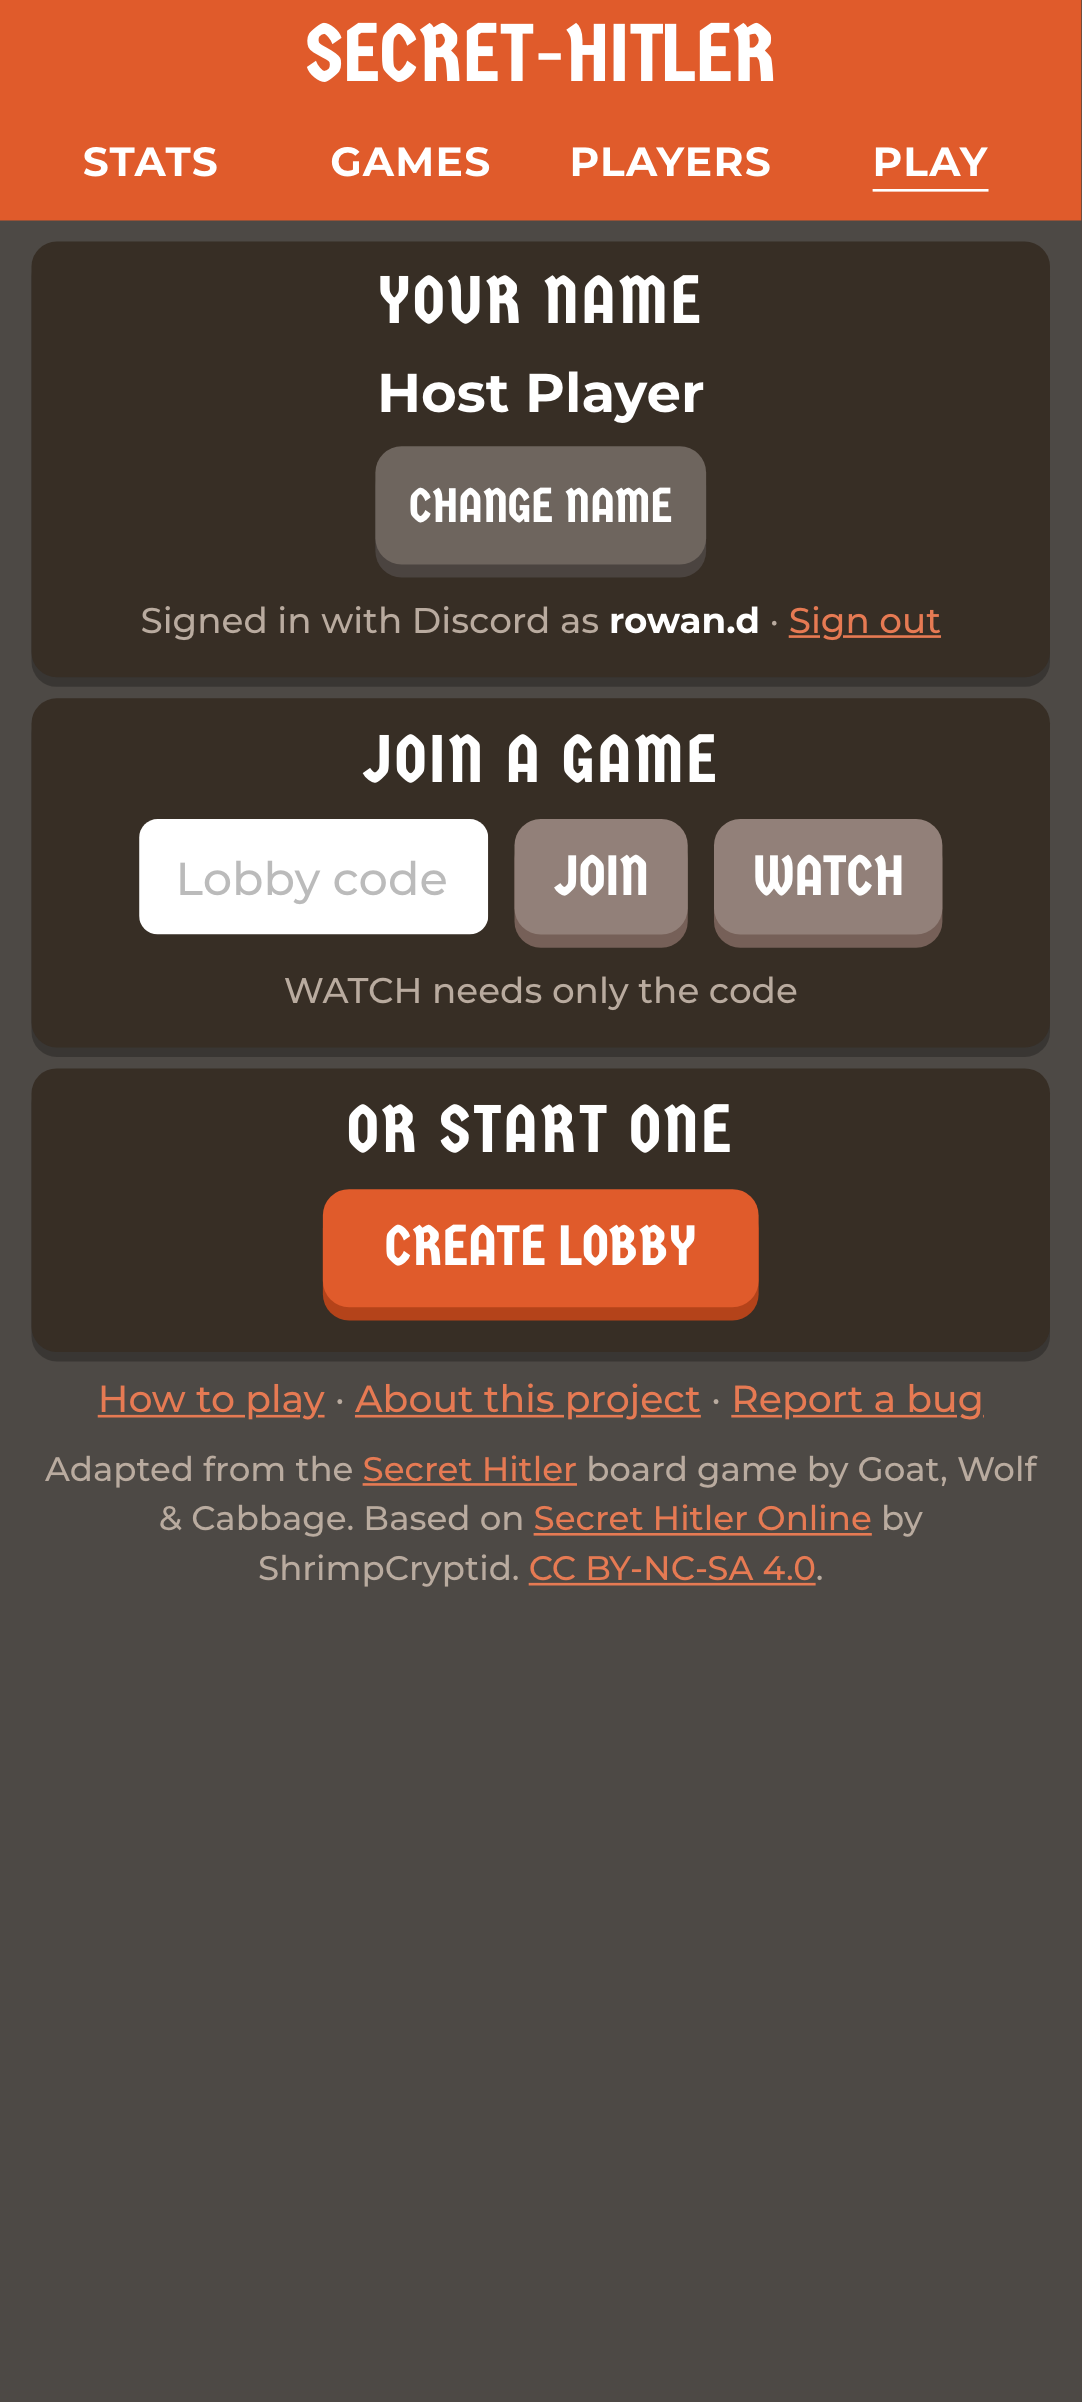 SECRET-HITLER
STATS GAMES PLAYERS PLAY
YOUR NAME
Host Player
CHANGE NAME
Signed in with Discord as rowan.d · Sign out
JOIN A GAME
Lobby code JOIN WATCH
WATCH needs only the code
OR START ONE
CREATE LOBBY
How to play · About this project · Report a bug
Adapted from the Secret Hitler board game by Goat, Wolf
& Cabbage. Based on Secret Hitler Online by
ShrimpCryptid. CC BY-NC-SA 4.0.